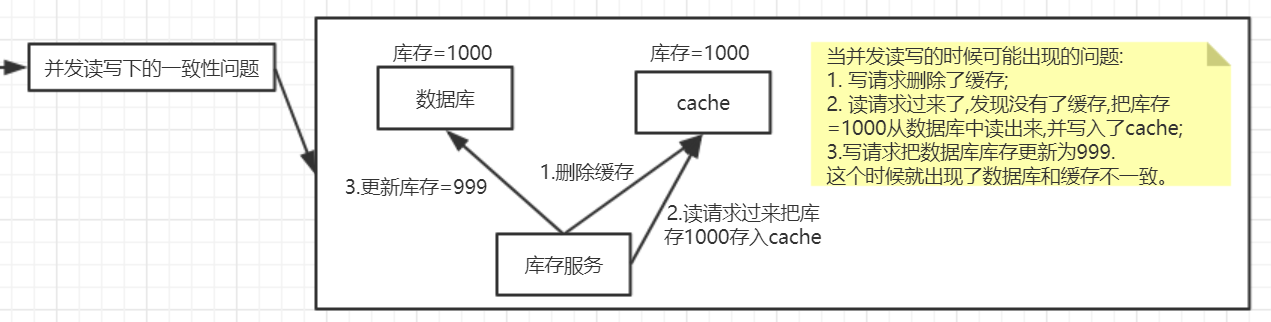 并发读写下的一致性问题
库存=1000
数据库
库存=1000
cache
3.更新库存=999
1.删除缓存
2.读请求过来把库
存1000存入cache
库存服务
当并发读写的时候可能出现的问题:
1. 写请求删除了缓存;
2. 读请求过来了,发现没有了缓存,把库存
=1000从数据库中读出来,并写入了cache;
3.写请求把数据库库存更新为999.
这个时候就出现了数据库和缓存不一致。